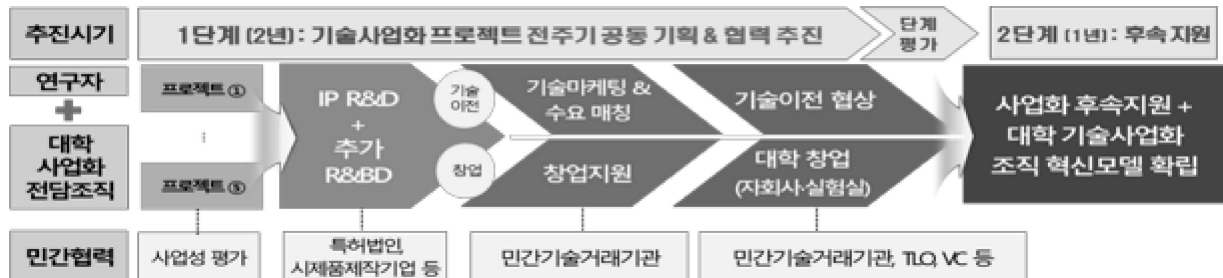 추진시기
1단계 (2년) : 기술사업화 프로젝트 전주기 공동 기획 & 협력 추진
단계
평가
2단계 (1년) : 후속 지원
연구자
+
대학
사업화
전담조직
프로젝트 ①
⋮
프로젝트 ⑤
IP R&D
+
추가
R&BD
기술
이전
창업
기술마케팅 &
수요 매칭
창업지원
기술이전 협상
대학 창업
(자회사·실험실)
사업화 후속지원 +
대학 기술사업화
조직 혁신모델 확립
민간협력
사업성 평가
특허법인,
시제품제작기업 등
민간기술거래기관
민간기술거래기관, TLO, VC 등